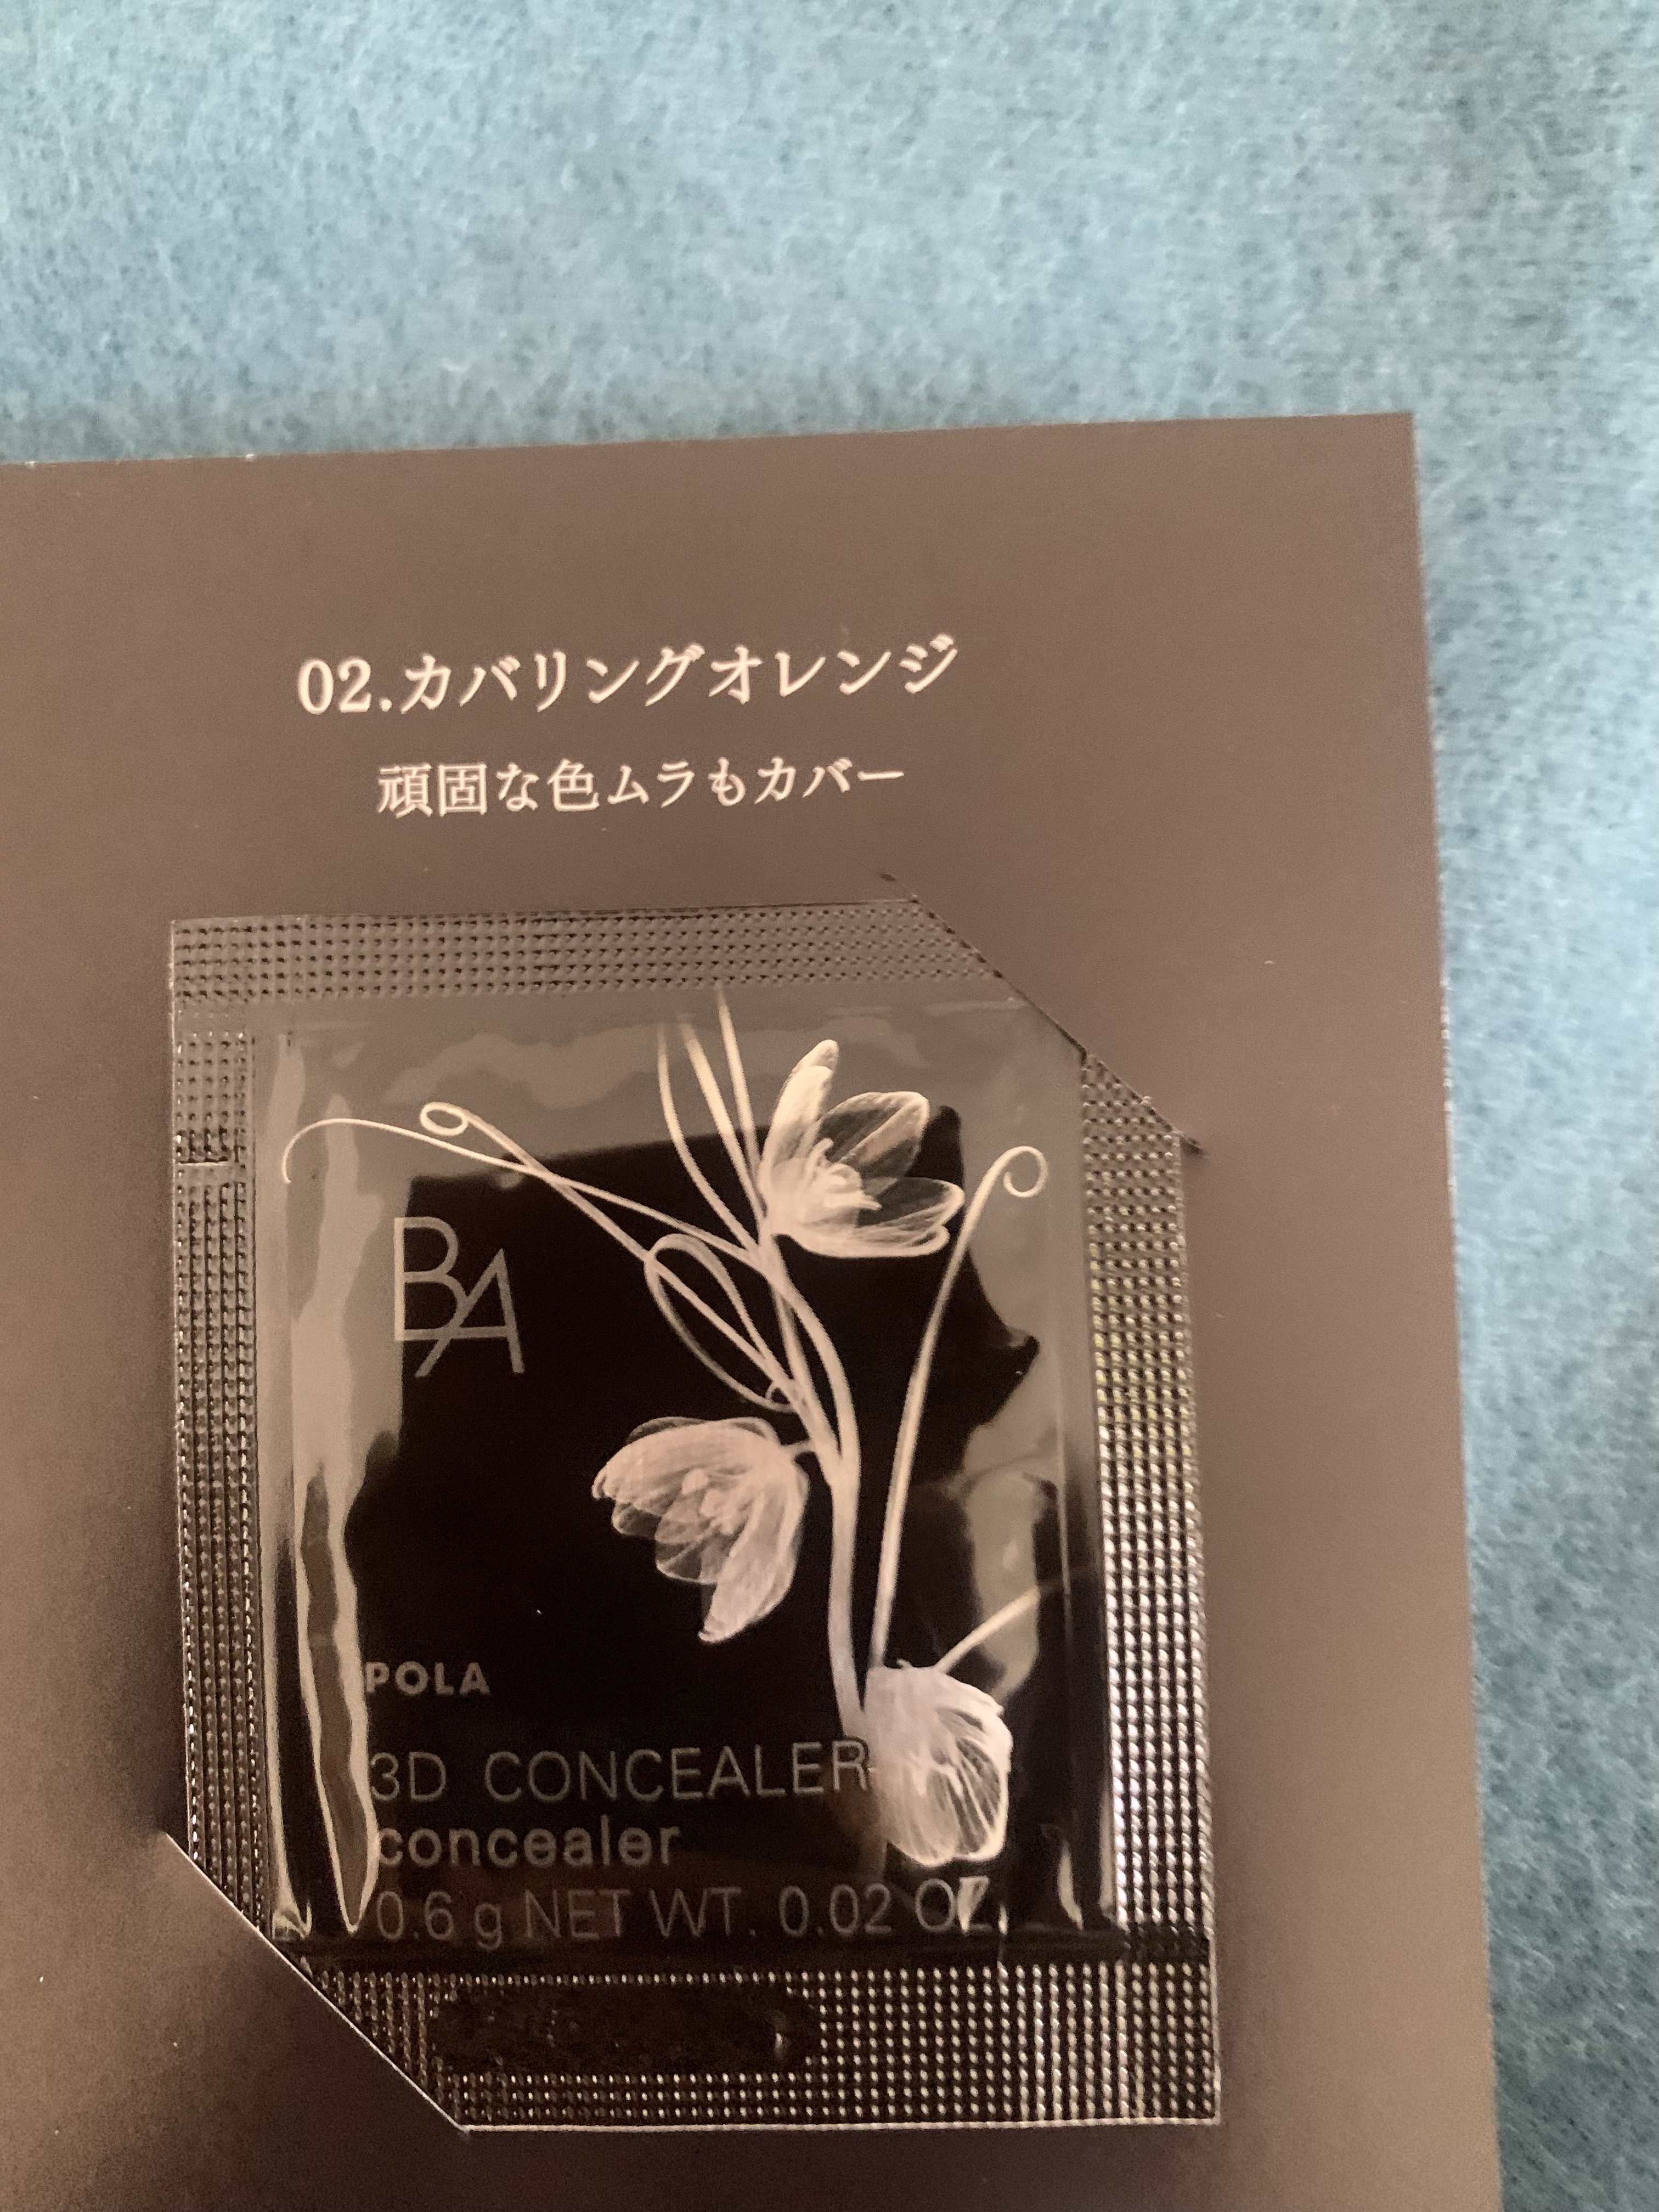 02.カバリングオレンジ
頑固な色ムラもカバー
BA
POLA
3D CONCEALER
concealer
0.6 g NET WT. 0.02 OZ.